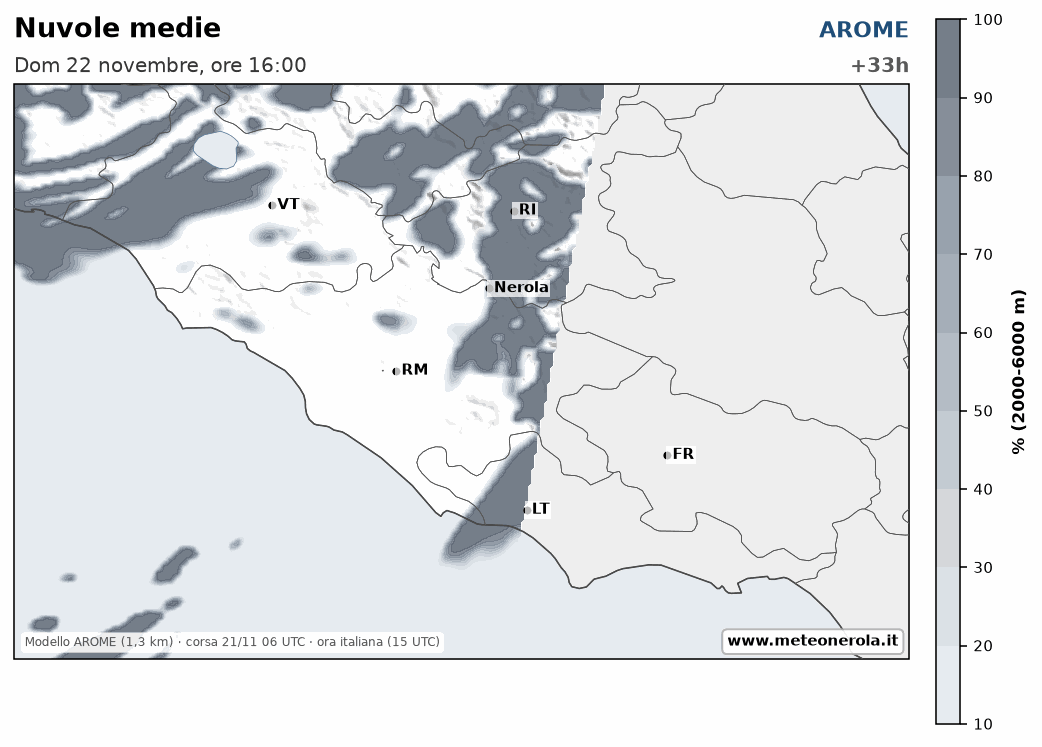 Nuvole medie
AROME
Dom 22 novembre, ore 16:00
+33h
VT
RI
Nerola
RM
FR
LT
Modello AROME (1,3 km) · corsa 21/11 06 UTC · ora italiana (15 UTC)
www.meteonerola.it
100
90
80
70
60
50
40
30
20
10
% (2000-6000 m)